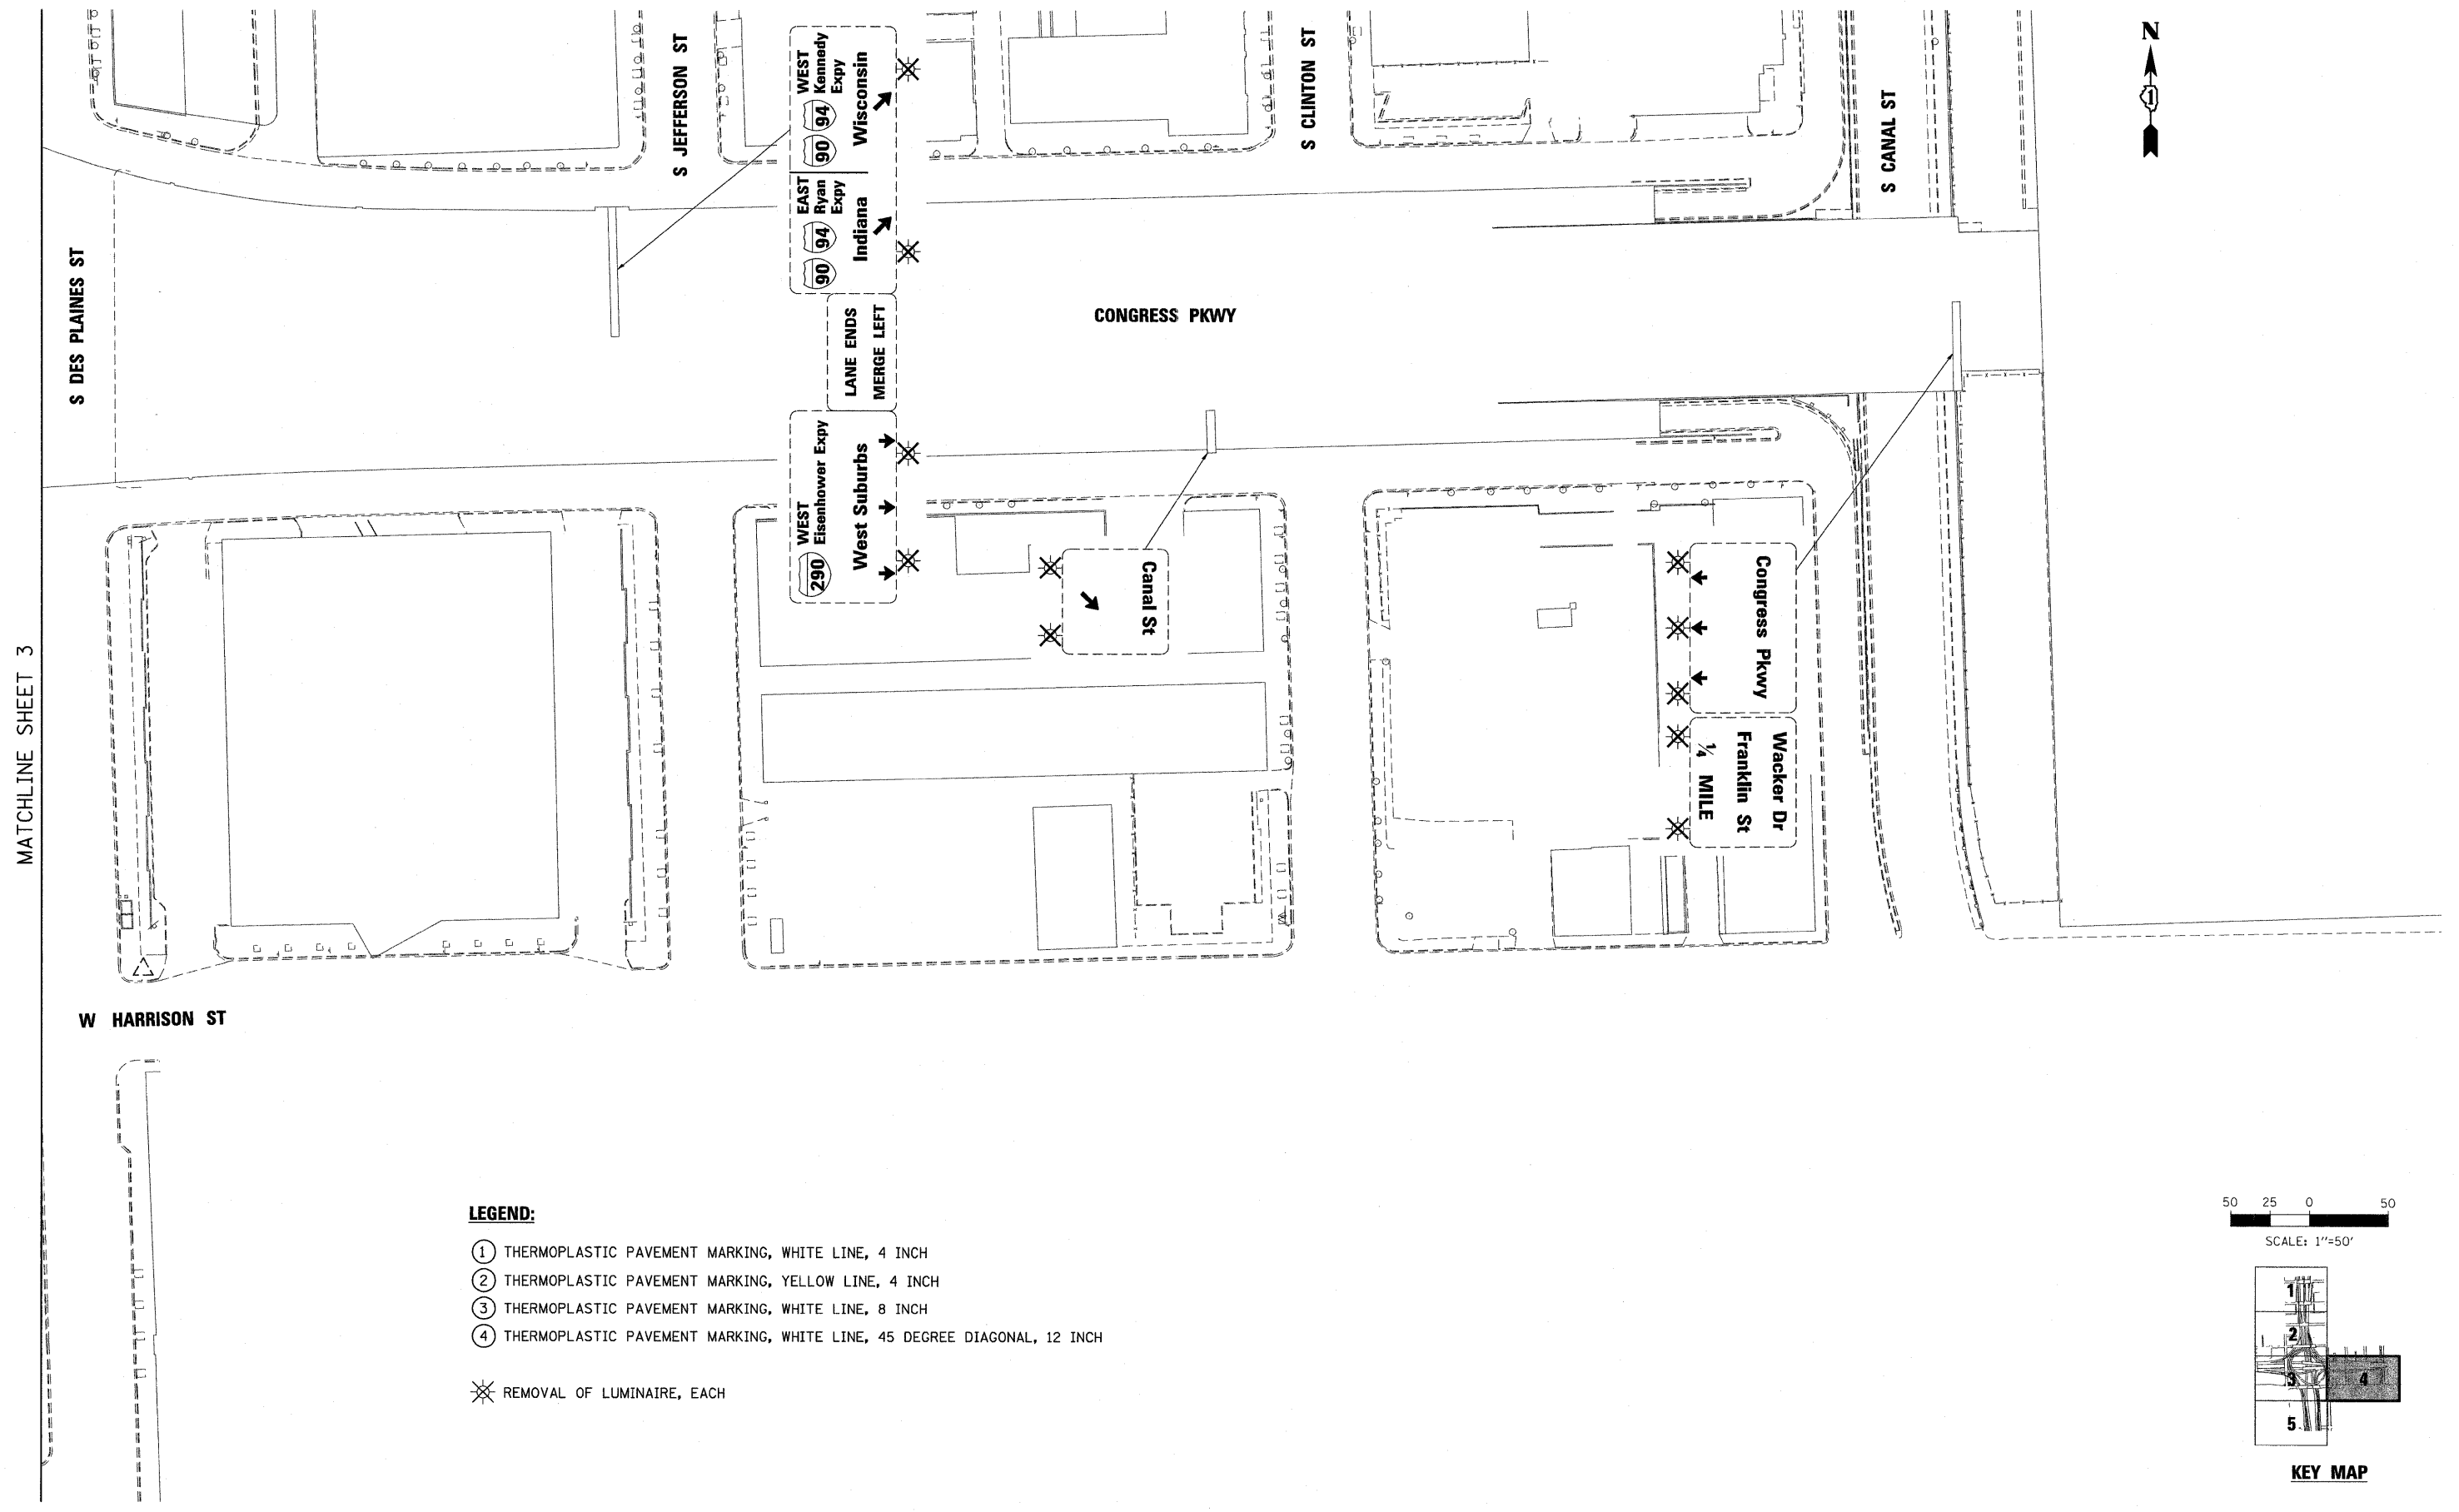 S DES PLAINES ST
S JEFFERSON ST
S CLINTON ST
S CANAL ST
N
1
WEST
Kennedy
Expy
90 94
Wisconsin
EAST
Ryan
Expy
90 94
Indiana
LANE ENDS
MERGE LEFT
WEST
Eisenhower Expy
290
West Suburbs
CONGRESS PKWY
Canal St
Congress Pkwy
Wacker Dr
Franklin St
¼ MILE
MATCHLINE SHEET 3
W HARRISON ST
LEGEND:
1 THERMOPLASTIC PAVEMENT MARKING, WHITE LINE, 4 INCH
2 THERMOPLASTIC PAVEMENT MARKING, YELLOW LINE, 4 INCH
3 THERMOPLASTIC PAVEMENT MARKING, WHITE LINE, 8 INCH
4 THERMOPLASTIC PAVEMENT MARKING, WHITE LINE, 45 DEGREE DIAGONAL, 12 INCH
REMOVAL OF LUMINAIRE, EACH
50 25 0 50
SCALE: 1"=50'
1
2
3
4
5
KEY MAP